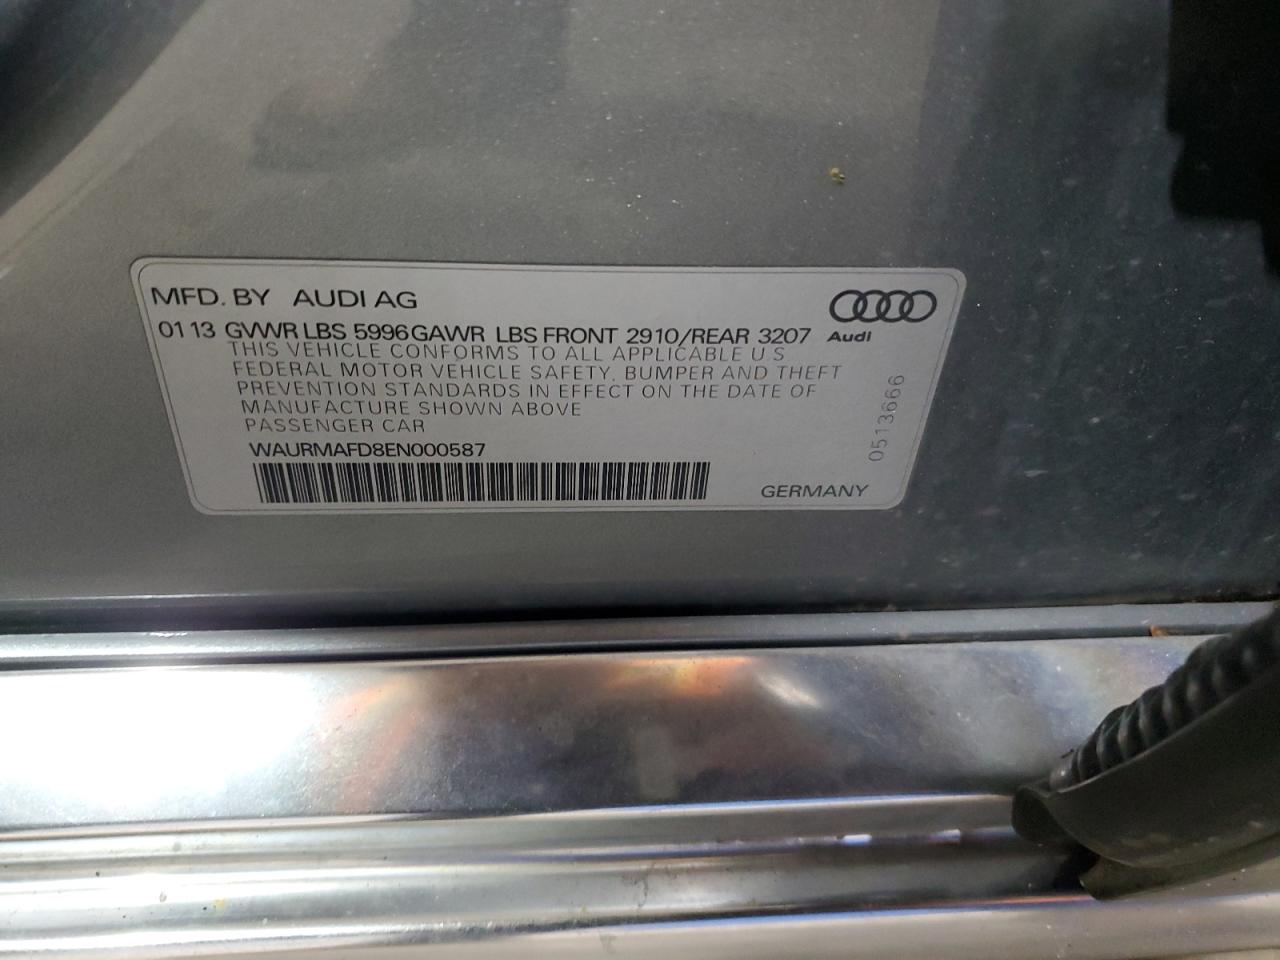 MFD. BY AUDI AG
01 13 GVWR LBS 5996 GAWR LBS FRONT 2910/REAR 3207 Audi
THIS VEHICLE CONFORMS TO ALL APPLICABLE U S
FEDERAL MOTOR VEHICLE SAFETY, BUMPER AND THEFT
PREVENTION STANDARDS IN EFFECT ON THE DATE OF
MANUFACTURE SHOWN ABOVE
PASSENGER CAR
WAURMAFD8EN000587
GERMANY
0513666